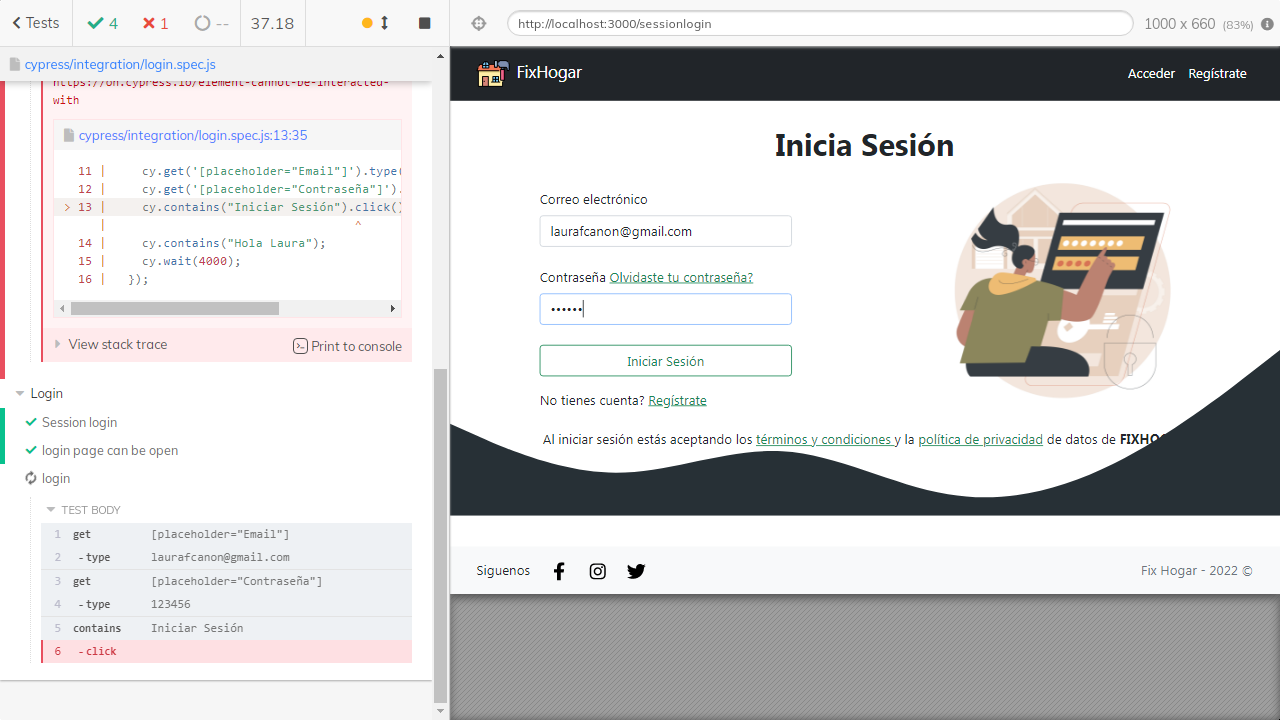 Tests
4
1
--
37.18
http://localhost:3000/sessionlogin
1000 x 660 (83%)
cypress/integration/login.spec.js
https://on.cypress.io/element-cannot-be-interacted-
with
cypress/integration/login.spec.js:13:35
11 | cy.get('[placeholder="Email"]').type(
12 | cy.get('[placeholder="Contraseña"]').
> 13 | cy.contains("Iniciar Sesión").click()
| ^
14 | cy.contains("Hola Laura");
15 | cy.wait(4000);
16 | });
View stack trace
Print to console
Login
Session login
login page can be open
login
TEST BODY
1 get [placeholder="Email"]
2 -type laurafcanon@gmail.com
3 get [placeholder="Contraseña"]
4 -type 123456
5 contains Iniciar Sesión
6 -click
FixHogar
Acceder Regístrate
Inicia Sesión
Correo electrónico
laurafcanon@gmail.com
Contraseña Olvidaste tu contraseña?
••••••
Iniciar Sesión
No tienes cuenta? Regístrate
Al iniciar sesión estás aceptando los términos y condiciones y la política de privacidad de datos de FIXHO
Siguenos
Fix Hogar - 2022 ©